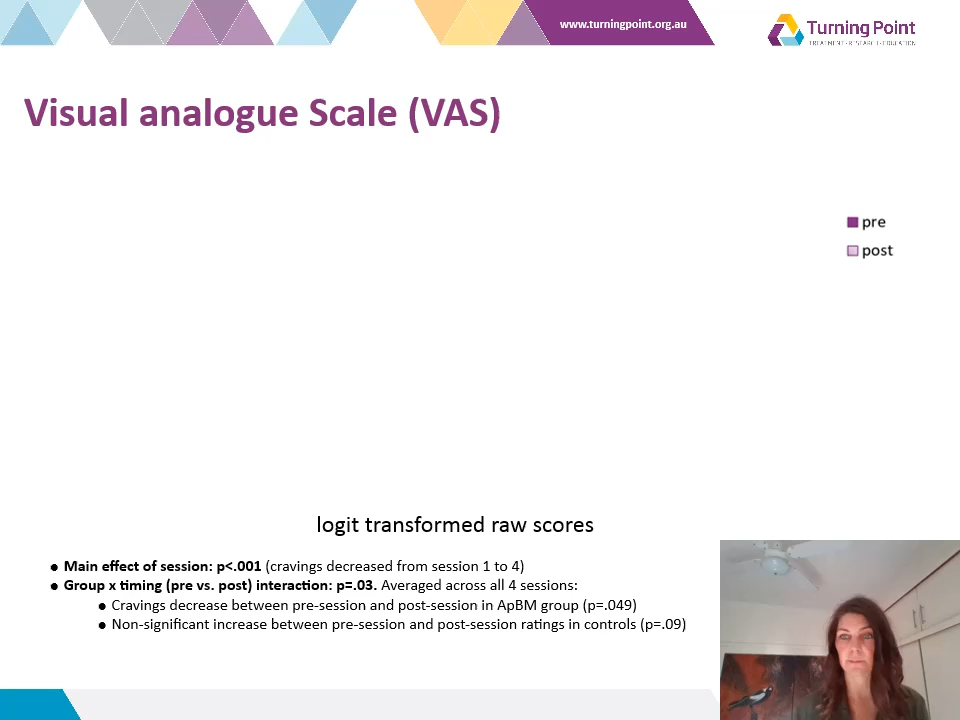 www.turningpoint.org.au
Turning Point
TREATMENT • RESEARCH • EDUCATION
Visual analogue Scale (VAS)
pre
post
logit transformed raw scores
● Main effect of session: p<.001 (cravings decreased from session 1 to 4)
● Group x timing (pre vs. post) interaction: p=.03. Averaged across all 4 sessions:
● Cravings decrease between pre-session and post-session in ApBM group (p=.049)
● Non-significant increase between pre-session and post-session ratings in controls (p=.09)